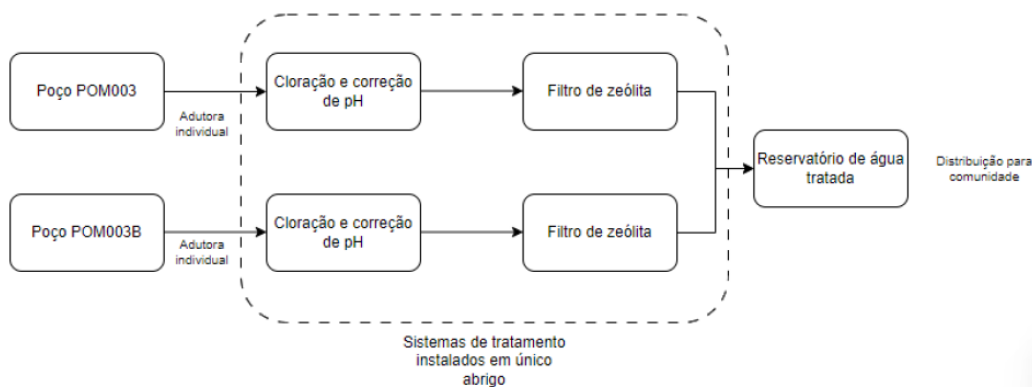 Poço POM003
Adutora
individual
Cloração e correção
de pH
Filtro de zeólita
Poço POM003B
Adutora
individual
Cloração e correção
de pH
Filtro de zeólita
Reservatório de água
tratada
Distribuição para
comunidade
Sistemas de tratamento
instalados em único
abrigo